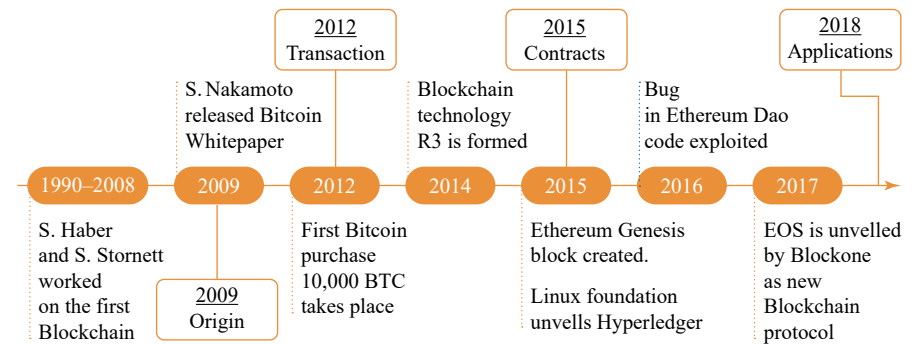 2012
Transaction
2015
Contracts
2018
Applications
S. Nakamoto
released Bitcoin
Whitepaper
Blockchain
technology
R3 is formed
Bug
in Ethereum Dao
code exploited
1990–2008
2009
2012
2014
2015
2016
2017
S. Haber
and S. Stornett
worked
on the first
Blockchain
2009
Origin
First Bitcoin
purchase
10,000 BTC
takes place
Ethereum Genesis
block created.
Linux foundation
unvells Hyperledger
EOS is unvelled
by Blockone
as new
Blockchain
protocol